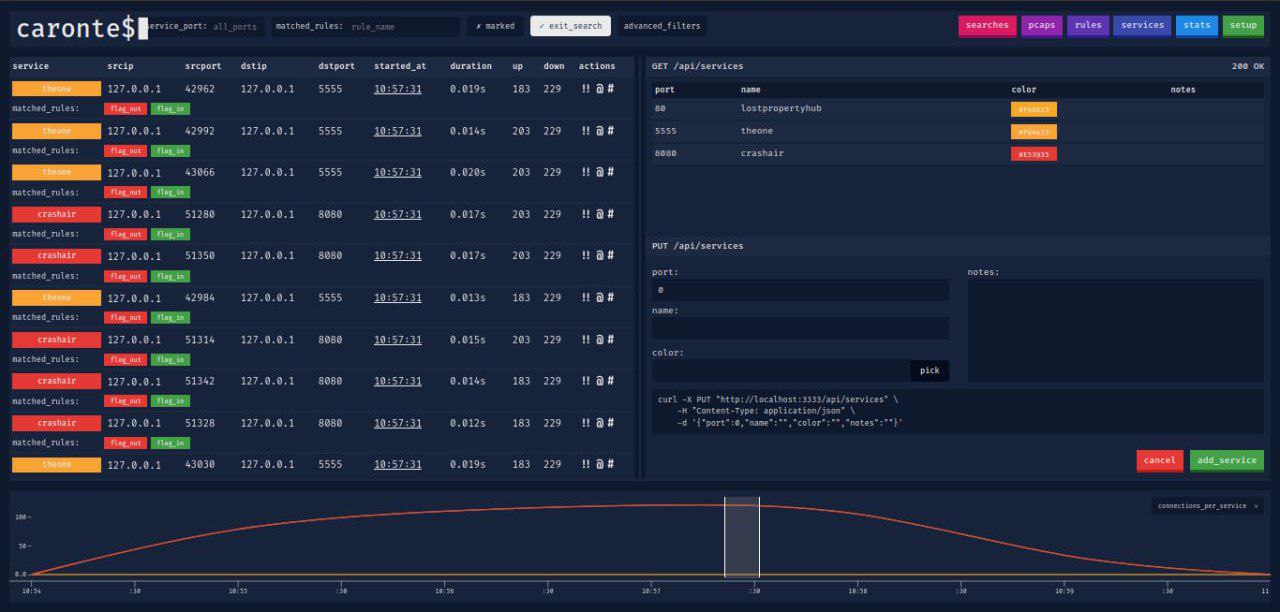 caronte$ service_port: all_ports matched_rules: rule_name ✗ marked ✓ exit_search advanced_filters searches pcaps rules services stats setup
service srcip srcport dstip dstport started_at duration up down actions
theone 127.0.0.1 42962 127.0.0.1 5555 10:57:31 0.019s 183 229 !! @ #
matched_rules: flag_out flag_in
theone 127.0.0.1 42992 127.0.0.1 5555 10:57:31 0.014s 203 229 !! @ #
matched_rules: flag_out flag_in
theone 127.0.0.1 43066 127.0.0.1 5555 10:57:31 0.020s 203 229 !! @ #
matched_rules: flag_out flag_in
crashair 127.0.0.1 51280 127.0.0.1 8080 10:57:31 0.017s 203 229 !! @ #
matched_rules: flag_out flag_in
crashair 127.0.0.1 51350 127.0.0.1 8080 10:57:31 0.017s 203 229 !! @ #
matched_rules: flag_out flag_in
theone 127.0.0.1 42984 127.0.0.1 5555 10:57:31 0.013s 183 229 !! @ #
matched_rules: flag_out flag_in
crashair 127.0.0.1 51314 127.0.0.1 8080 10:57:31 0.015s 203 229 !! @ #
matched_rules: flag_out flag_in
crashair 127.0.0.1 51342 127.0.0.1 8080 10:57:31 0.014s 183 229 !! @ #
matched_rules: flag_out flag_in
crashair 127.0.0.1 51328 127.0.0.1 8080 10:57:31 0.012s 183 229 !! @ #
matched_rules: flag_out flag_in
theone 127.0.0.1 43030 127.0.0.1 5555 10:57:31 0.019s 183 229 !! @ #
GET /api/services 200 OK
port name color notes
80 lostpropertyhub
5555 theone
8080 crashair #E53935
PUT /api/services
port: notes:
0
name:
color:
pick
curl -X PUT "http://localhost:3333/api/services" \
-H "Content-Type: application/json" \
-d '{"port":0,"name":"","color":"","notes":""}'
cancel add_service
connections_per_service
100
50
0.0
10:54 :30 10:55 :30 10:56 :30 10:57 :30 10:58 :30 10:59 :30 11